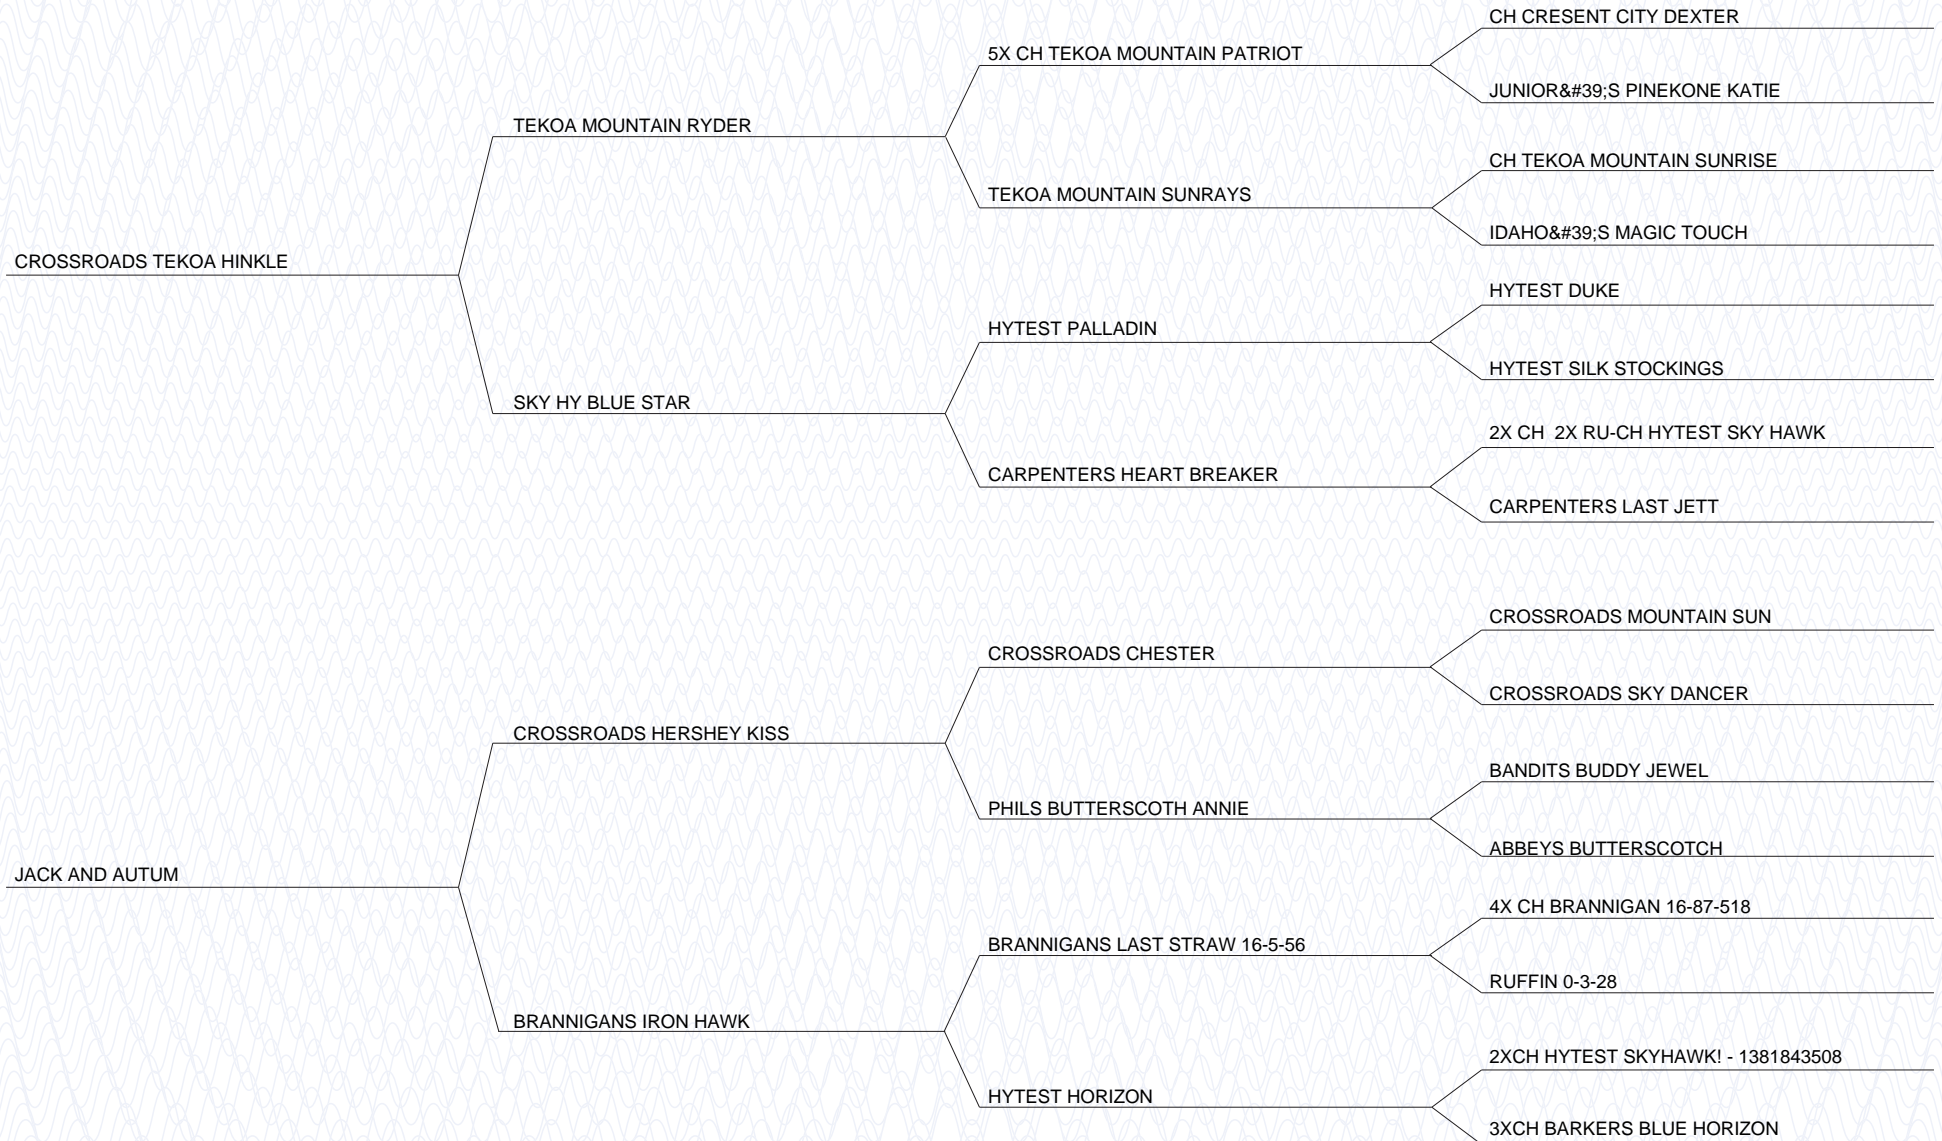 CH CRESENT CITY DEXTER
5X CH TEKOA MOUNTAIN PATRIOT
JUNIOR&#39;S PINEKONE KATIE
TEKOA MOUNTAIN RYDER
CH TEKOA MOUNTAIN SUNRISE
TEKOA MOUNTAIN SUNRAYS
IDAHO&#39;S MAGIC TOUCH
CROSSROADS TEKOA HINKLE
HYTEST DUKE
HYTEST PALLADIN
HYTEST SILK STOCKINGS
SKY HY BLUE STAR
2X CH  2X RU-CH HYTEST SKY HAWK
CARPENTERS HEART BREAKER
CARPENTERS LAST JETT
CROSSROADS MOUNTAIN SUN
CROSSROADS CHESTER
CROSSROADS SKY DANCER
CROSSROADS HERSHEY KISS
BANDITS BUDDY JEWEL
PHILS BUTTERSCOTH ANNIE
ABBEYS BUTTERSCOTCH
JACK AND AUTUM
4X CH BRANNIGAN 16-87-518
BRANNIGANS LAST STRAW 16-5-56
RUFFIN 0-3-28
BRANNIGANS IRON HAWK
2XCH HYTEST SKYHAWK! - 1381843508
HYTEST HORIZON
3XCH BARKERS BLUE HORIZON